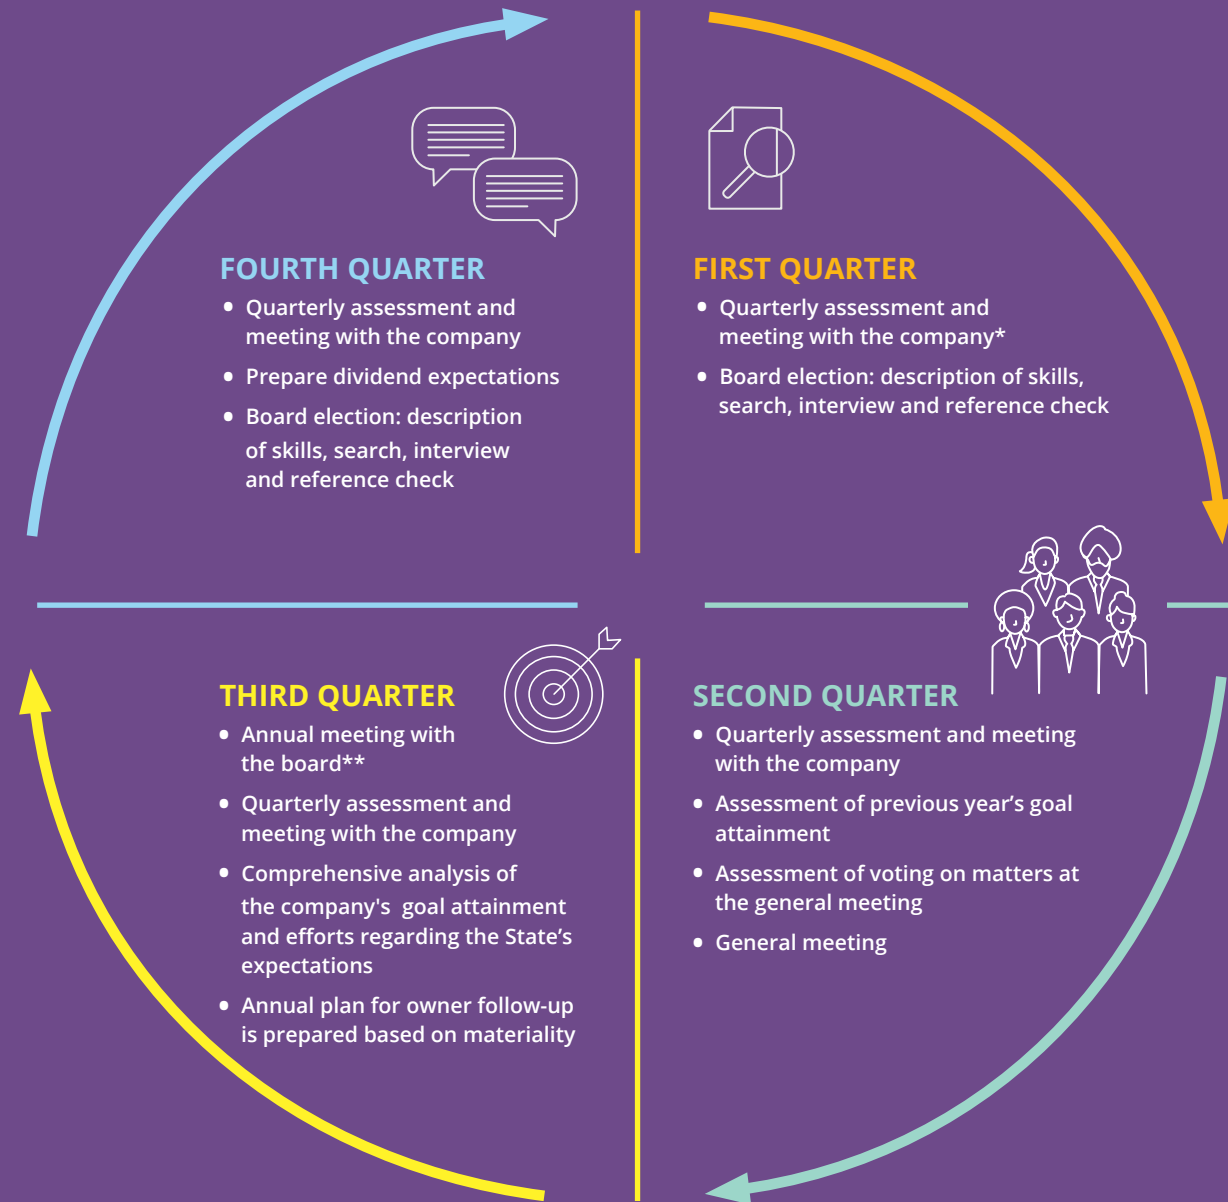 FOURTH QUARTER
• Quarterly assessment and
meeting with the company
• Prepare dividend expectations
• Board election: description
of skills, search, interview
and reference check
FIRST QUARTER
• Quarterly assessment and
meeting with the company*
• Board election: description of skills,
search, interview and reference check
THIRD QUARTER
• Annual meeting with
the board**
• Quarterly assessment and
meeting with the company
• Comprehensive analysis of
the company's goal attainment
and efforts regarding the State’s
expectations
• Annual plan for owner follow-up
is prepared based on materiality
SECOND QUARTER
• Quarterly assessment and meeting
with the company
• Assessment of previous year’s goal
attainment
• Assessment of voting on matters at
the general meeting
• General meeting